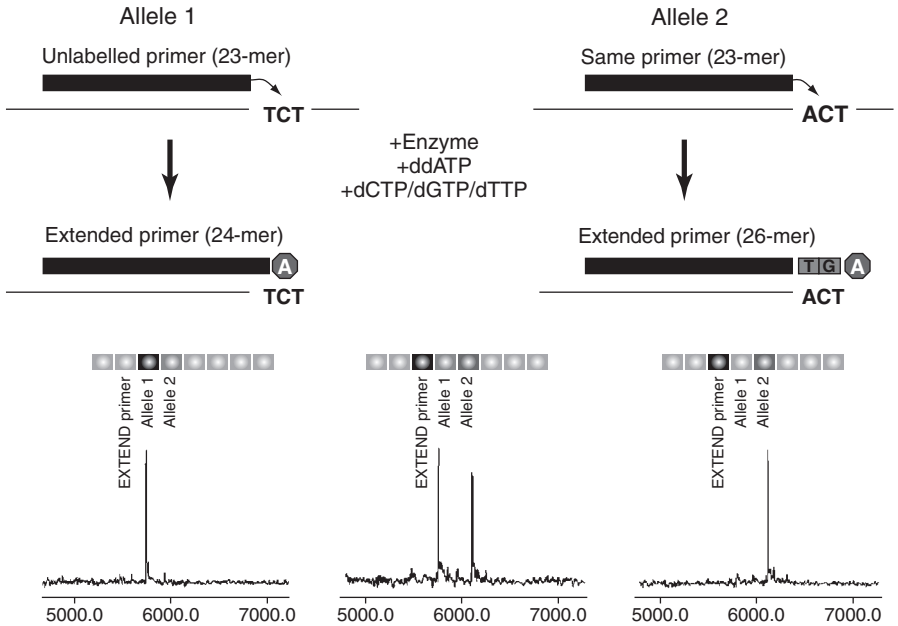 Allele 1
Allele 2
Unlabelled primer (23-mer)
Same primer (23-mer)
TCT
ACT
+Enzyme
+ddATP
+dCTP/dGTP/dTTP
Extended primer (24-mer)
Extended primer (26-mer)
A
T G A
TCT
ACT
EXTEND primer
Allele 1
Allele 2
EXTEND primer
Allele 1
Allele 2
EXTEND primer
Allele 1
Allele 2
5000.0 6000.0 7000.0
5000.0 6000.0 7000.0
5000.0 6000.0 7000.0